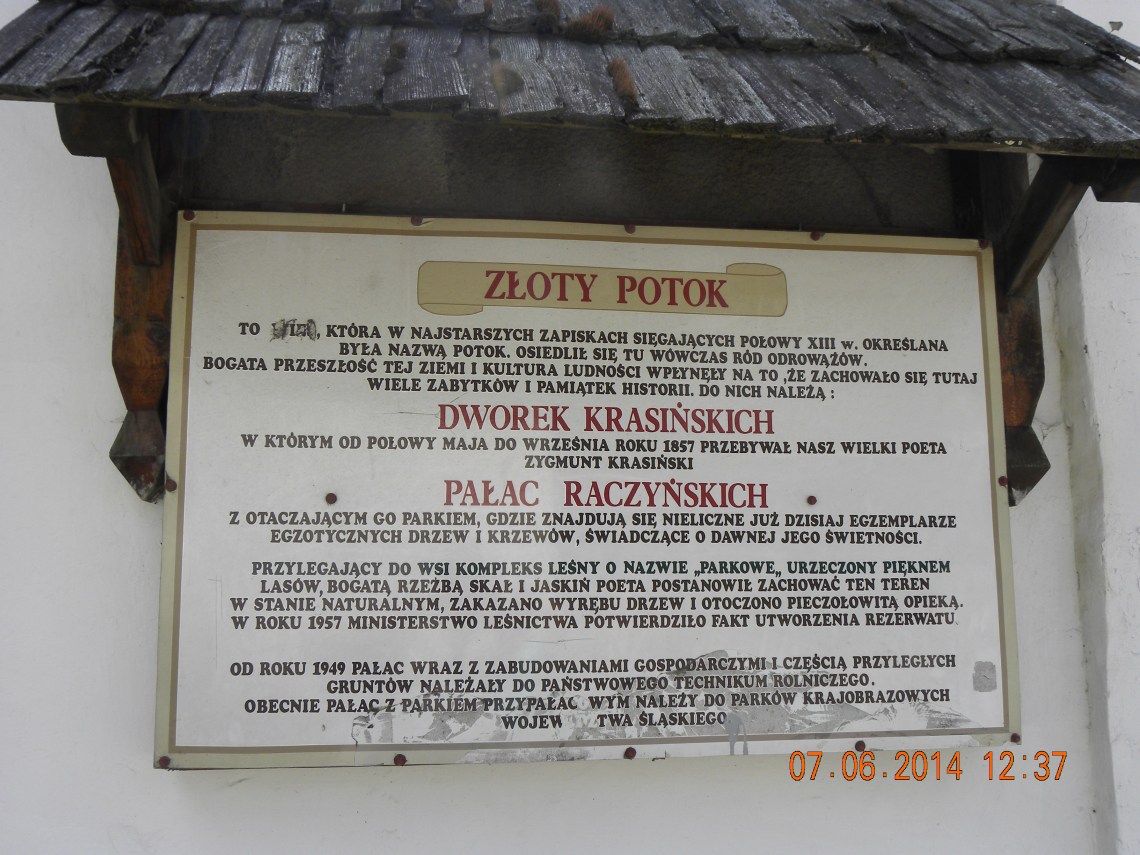 ZŁOTY POTOK
TO , KTÓRA W NAJSTARSZYCH ZAPISKACH SIĘGAJĄCYCH POŁOWY XIII w. OKREŚLANA
BYŁA NAZWĄ POTOK. OSIEDLIŁ SIĘ TU WÓWCZAS RÓD ODROWĄŻÓW.
BOGATA PRZESZŁOŚĆ TEJ ZIEMI I KULTURA LUDNOŚCI WPŁYNĘŁY NA TO ,ŻE ZACHOWAŁO SIĘ TUTAJ
WIELE ZABYTKÓW I PAMIĄTEK HISTORII. DO NICH NALEŻĄ :
DWOREK KRASIŃSKICH
W KTÓRYM OD POŁOWY MAJA DO WRZEŚNIA ROKU 1857 PRZEBYWAŁ NASZ WIELKI POETA
ZYGMUNT KRASIŃSKI
PAŁAC RACZYŃSKICH
Z OTACZAJĄCYM GO PARKIEM, GDZIE ZNAJDUJĄ SIĘ NIELICZNE JUŻ DZISIAJ EGZEMPLARZE
EGZOTYCZNYCH DRZEW I KRZEWÓW, ŚWIADCZĄCE O DAWNEJ JEGO ŚWIETNOŚCI.
PRZYLEGAJĄCY DO WSI KOMPLEKS LEŚNY O NAZWIE „PARKOWE„ URZECZONY PIĘKNEM
LASÓW, BOGATĄ RZEŹBĄ SKAŁ I JASKIŃ POETA POSTANOWIŁ ZACHOWAĆ TEN TEREN
W STANIE NATURALNYM, ZAKAZANO WYRĘBU DRZEW I OTOCZONO PIECZOŁOWITĄ OPIEKĄ.
W ROKU 1957 MINISTERSTWO LEŚNICTWA POTWIERDZIŁO FAKT UTWORZENIA REZERWATU.
OD ROKU 1949 PAŁAC WRAZ Z ZABUDOWANIAMI GOSPODARCZYMI I CZĘŚCIĄ PRZYLEGŁYCH
GRUNTÓW NALEŻAŁY DO PAŃSTWOWEGO TECHNIKUM ROLNICZEGO.
OBECNIE PAŁAC Z PARKIEM PRZYPAŁAC WYM NALEŻY DO PARKÓW KRAJOBRAZOWYCH
WOJEW TWA ŚLĄSKIEGO
07.06.2014 12:37